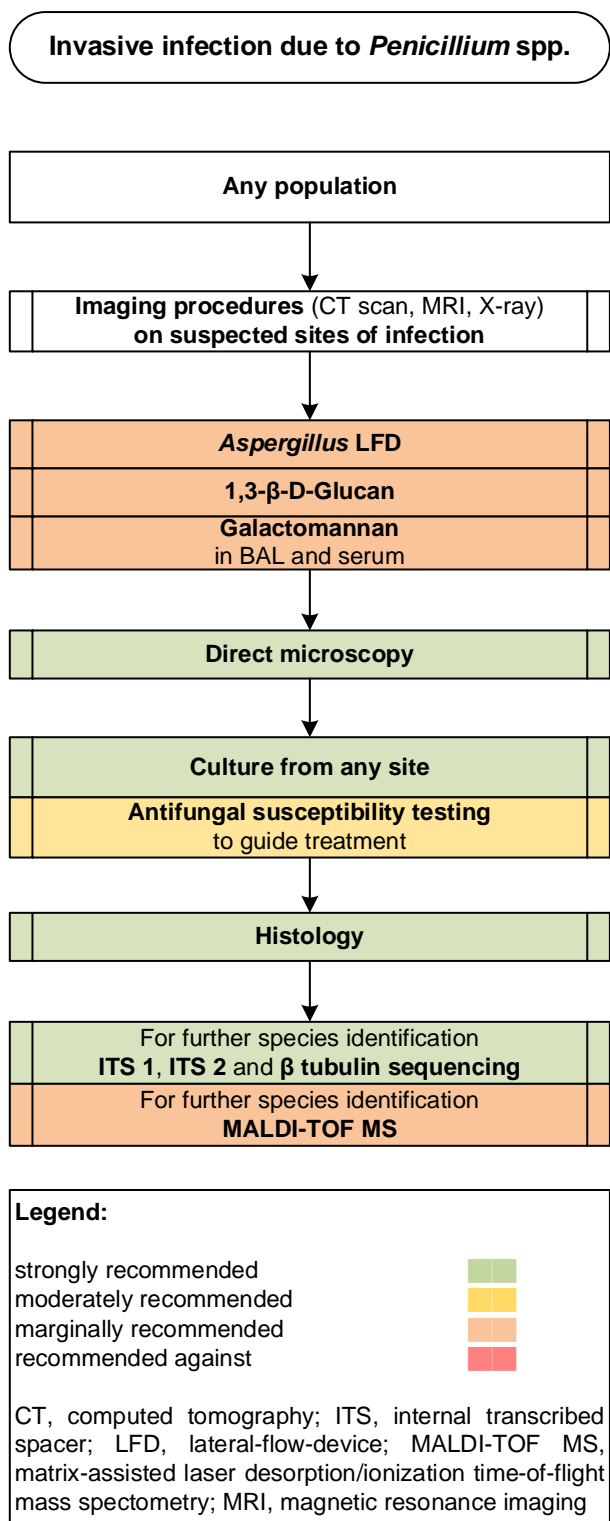 Invasive infection due to Penicillium spp.
Any population
Imaging procedures (CT scan, MRI, X-ray)
on suspected sites of infection
Aspergillus LFD
1,3-β-D-Glucan
Galactomannan
in BAL and serum
Direct microscopy
Culture from any site
Antifungal susceptibility testing
to guide treatment
Histology
For further species identification
ITS 1, ITS 2 and β tubulin sequencing
For further species identification
MALDI-TOF MS
Legend:
strongly recommended
moderately recommended
marginally recommended
recommended against
CT, computed tomography; ITS, internal transcribed
spacer; LFD, lateral-flow-device; MALDI-TOF MS,
matrix-assisted laser desorption/ionization time-of-flight
mass spectometry; MRI, magnetic resonance imaging